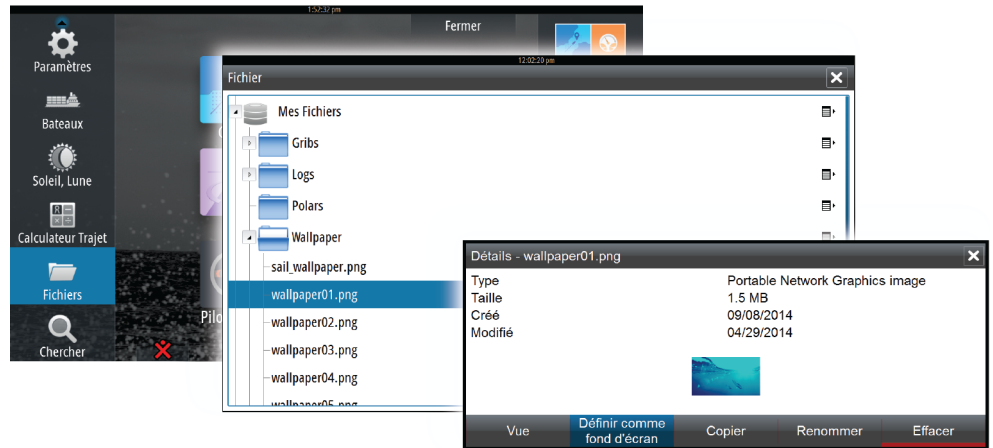 1:52:32 pm
Fermer
Paramètres
Bateaux
Soleil, Lune
Calculateur Trajet
Fichiers
Chercher
12:02:20 pm
Fichier
Mes Fichiers
Gribs
Logs
Polars
Wallpaper
sail_wallpaper.png
wallpaper01.png
wallpaper02.png
wallpaper03.png
wallpaper04.png
wallpaper05.png
Détails - wallpaper01.png
Type Portable Network Graphics image
Taille 1.5 MB
Créé 09/08/2014
Modifié 04/29/2014
Vue
Définir comme
fond d'écran
Copier
Renommer
Effacer